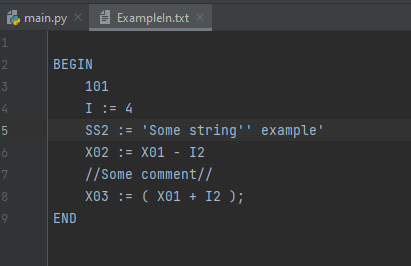 main.py ExampleIn.txt
1
2 BEGIN
3 101
4 I := 4
5 SS2 := 'Some string'' example'
6 X02 := X01 - I2
7 //Some comment//
8 X03 := ( X01 + I2 );
9 END